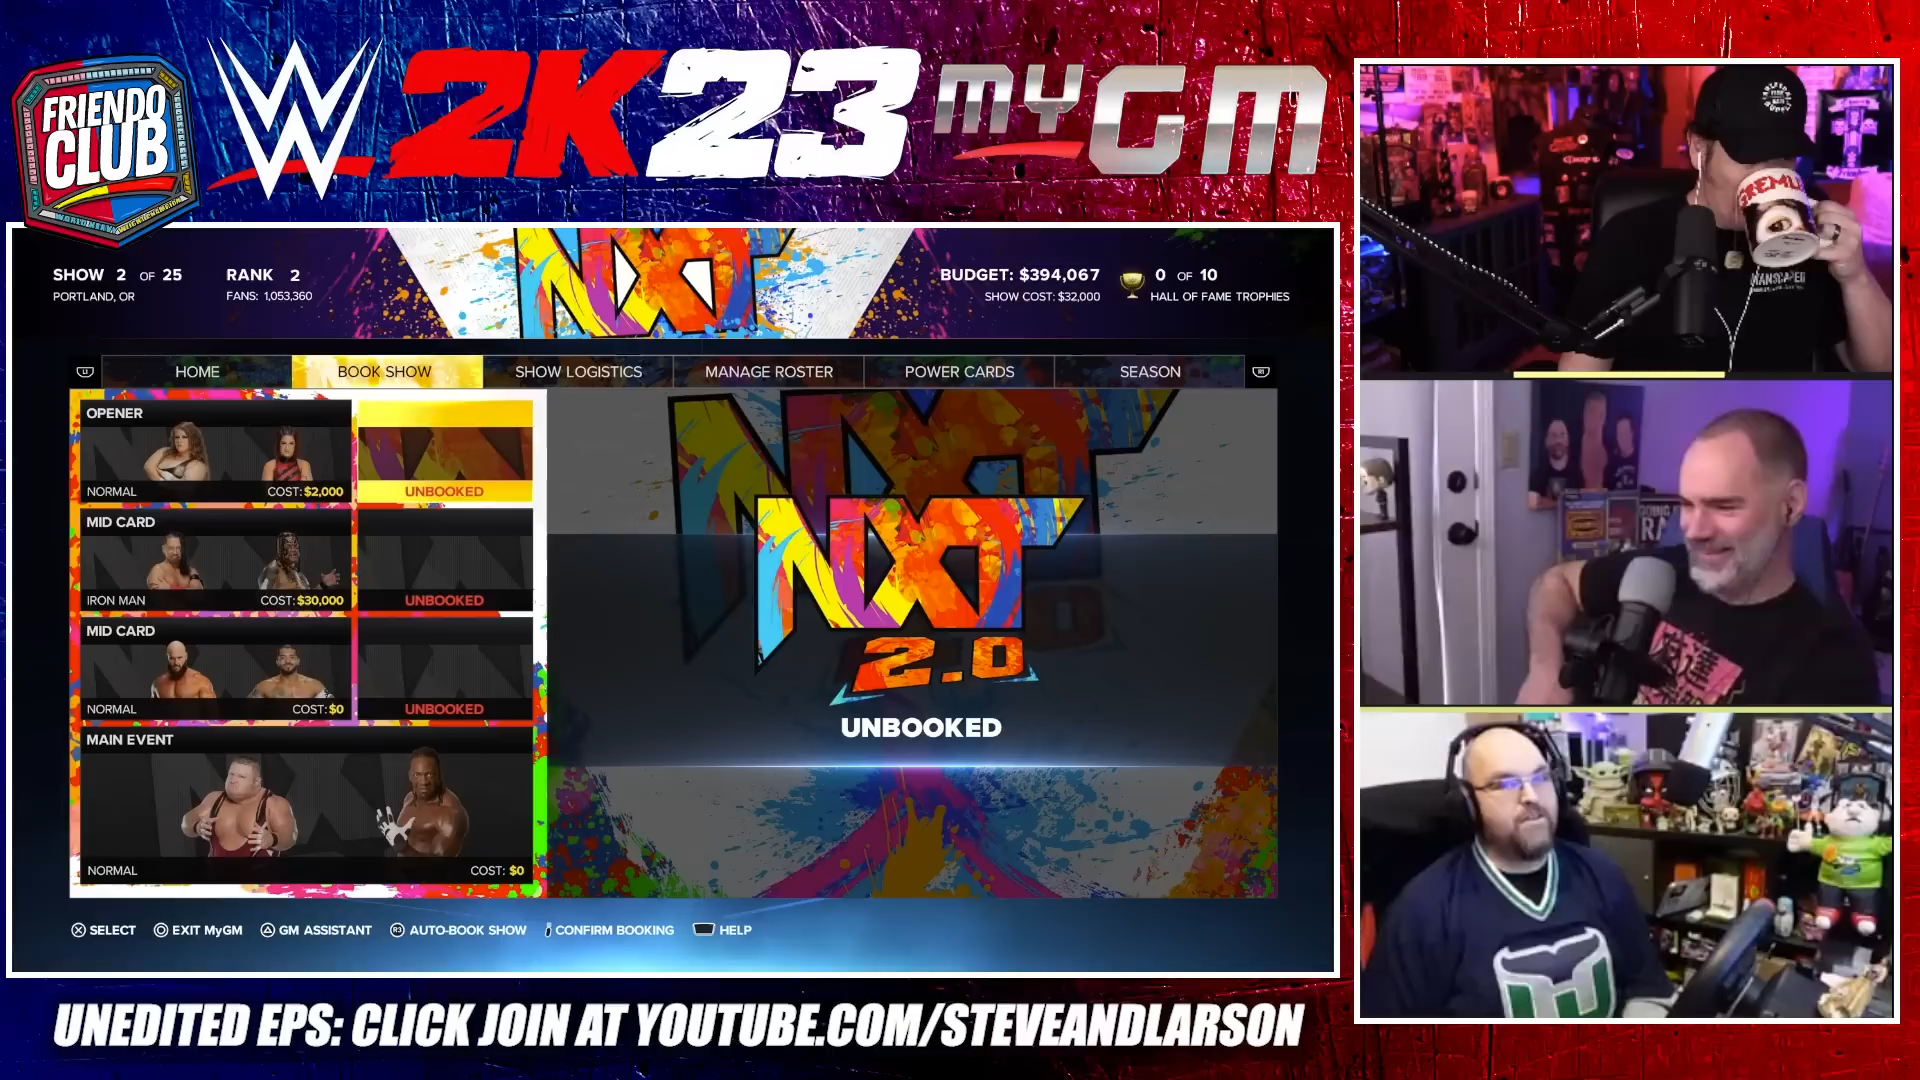 FRIENDO
CLUB
W 2K23 MyGM
SHOW 2 OF 25
PORTLAND, OR
RANK 2
FANS: 1,053,360
NXT
BUDGET: $394,067
SHOW COST: $32,000
0 OF 10
HALL OF FAME TROPHIES
HOME
BOOK SHOW
SHOW LOGISTICS
MANAGE ROSTER
POWER CARDS
SEASON
OPENER
NORMAL
COST: $2,000
UNBOOKED
MID CARD
IRON MAN
COST: $30,000
UNBOOKED
MID CARD
NORMAL
COST: $0
UNBOOKED
MAIN EVENT
NORMAL
COST: $0
NXT
2.0
UNBOOKED
SELECT
EXIT MyGM
GM ASSISTANT
R3 AUTO-BOOK SHOW
CONFIRM BOOKING
HELP
UNEDITED EPS: CLICK JOIN AT YOUTUBE.COM/STEVEANDLARSON
MANSCAPED